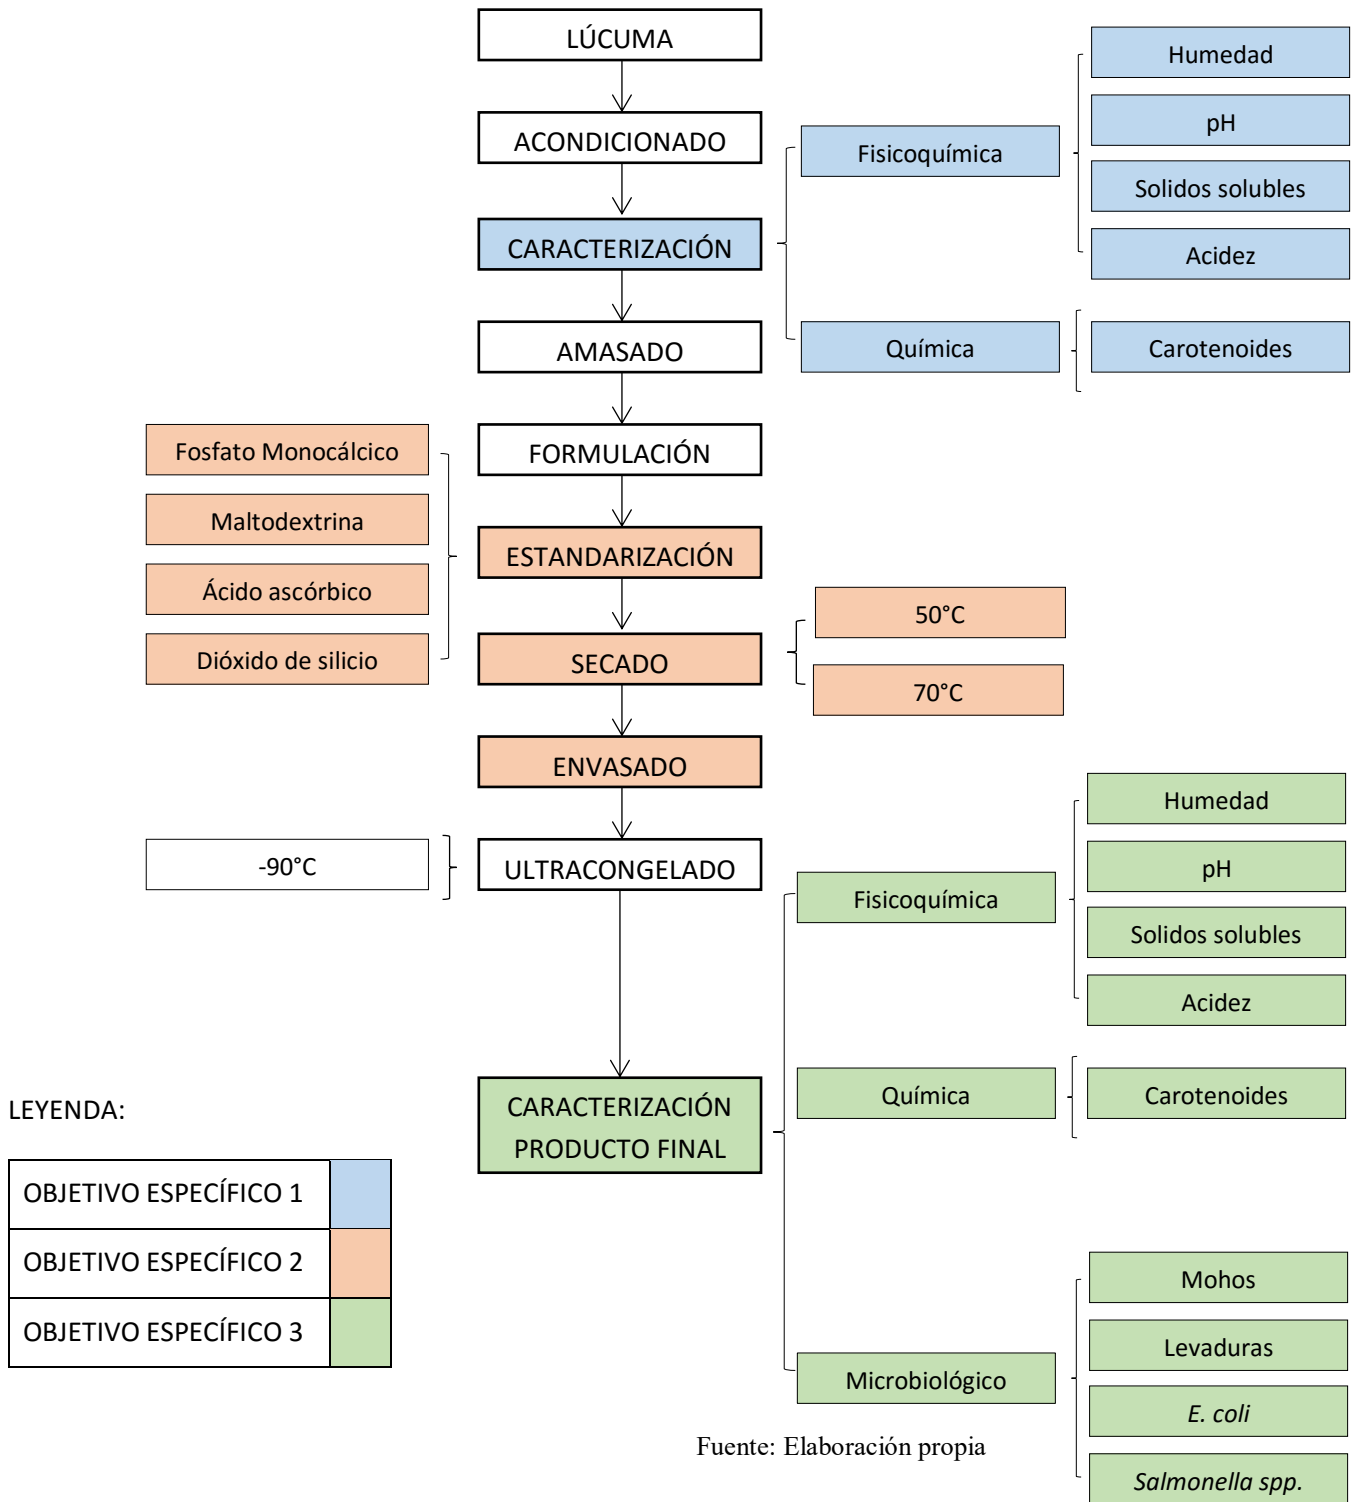 LÚCUMA
ACONDICIONADO
CARACTERIZACIÓN
Fisicoquímica
Humedad
pH
Solidos solubles
Acidez
Química
Carotenoides
AMASADO
FORMULACIÓN
Fosfato Monocálcico
Maltodextrina
Ácido ascórbico
Dióxido de silicio
ESTANDARIZACIÓN
SECADO
50°C
70°C
ENVASADO
-90°C
ULTRACONGELADO
CARACTERIZACIÓN
PRODUCTO FINAL
Fisicoquímica
Humedad
pH
Solidos solubles
Acidez
Química
Carotenoides
Microbiológico
Mohos
Levaduras
E. coli
Salmonella spp.
LEYENDA:
OBJETIVO ESPECÍFICO 1
OBJETIVO ESPECÍFICO 2
OBJETIVO ESPECÍFICO 3
Fuente: Elaboración propia